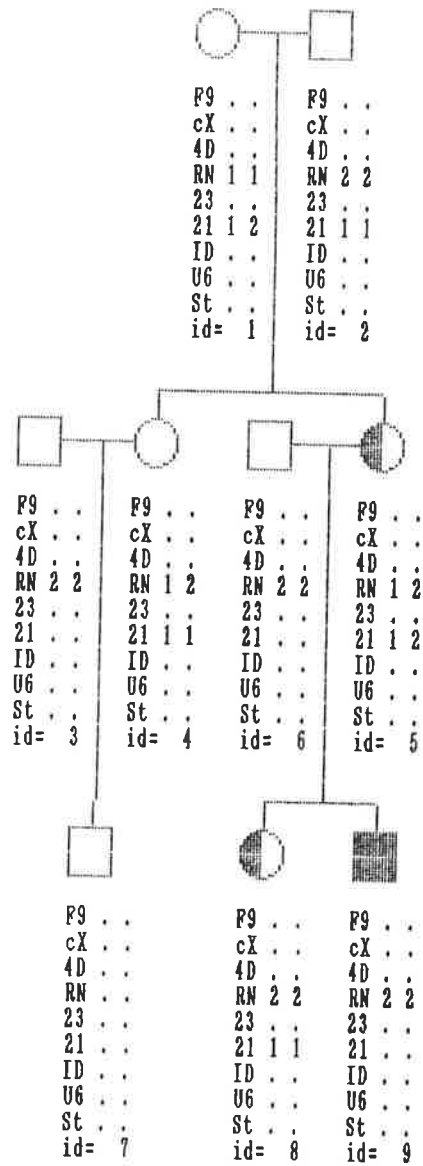 F9 . .
cX . .
4D . .
RN 1 1
23 . .
21 1 2
ID . .
U6 . .
St . .
id= 1
F9 . .
cX . .
4D . .
RN 2 2
23 . .
21 1 1
ID . .
U6 . .
St . .
id= 2
F9 . .
cX . .
4D . .
RN 2 2
23 . .
21 . .
ID . .
U6 . .
St . .
id= 3
F9 . .
cX . .
4D . .
RN 1 2
23 . .
21 1 1
ID . .
U6 . .
St . .
id= 4
F9 . .
cX . .
4D . .
RN 2 2
23 . .
21 . .
ID . .
U6 . .
St . .
id= 6
F9 . .
cX . .
4D . .
RN 1 2
23 . .
21 1 2
ID . .
U6 . .
St . .
id= 5
F9 . .
cX . .
4D . .
RN . .
23 . .
21 . .
ID . .
U6 . .
St . .
id= 7
F9 . .
cX . .
4D . .
RN 2 2
23 . .
21 1 1
ID . .
U6 . .
St . .
id= 8
F9 . .
cX . .
4D . .
RN 2 2
23 . .
21 . .
ID . .
U6 . .
St . .
id= 9